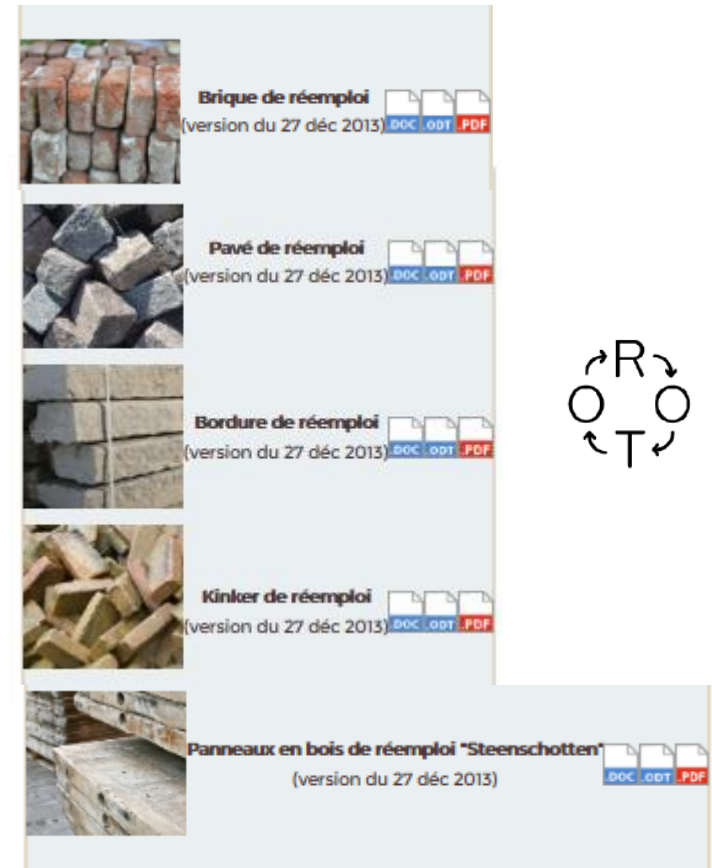 Brique de réemploi
(version du 27 déc 2013) .DOC .ODT .PDF
Pavé de réemploi
(version du 27 déc 2013) .DOC .ODT .PDF
Bordure de réemploi
(version du 27 déc 2013) .DOC .ODT .PDF
R
O O
T
Kinker de réemploi
(version du 27 déc 2013) .DOC .ODT .PDF
Panneaux en bois de réemploi "Steenschotten"
(version du 27 déc 2013) .DOC .ODT .PDF